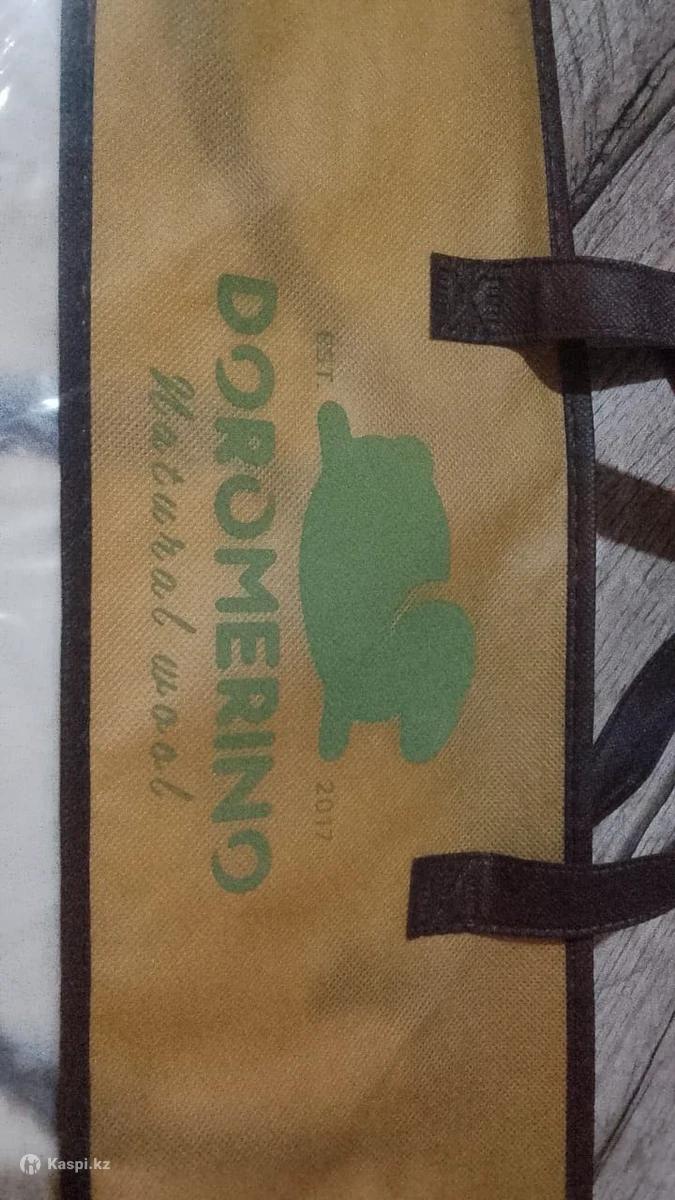 EST. 2017
DOROMERINO
Natural wool
Kaspi.kz